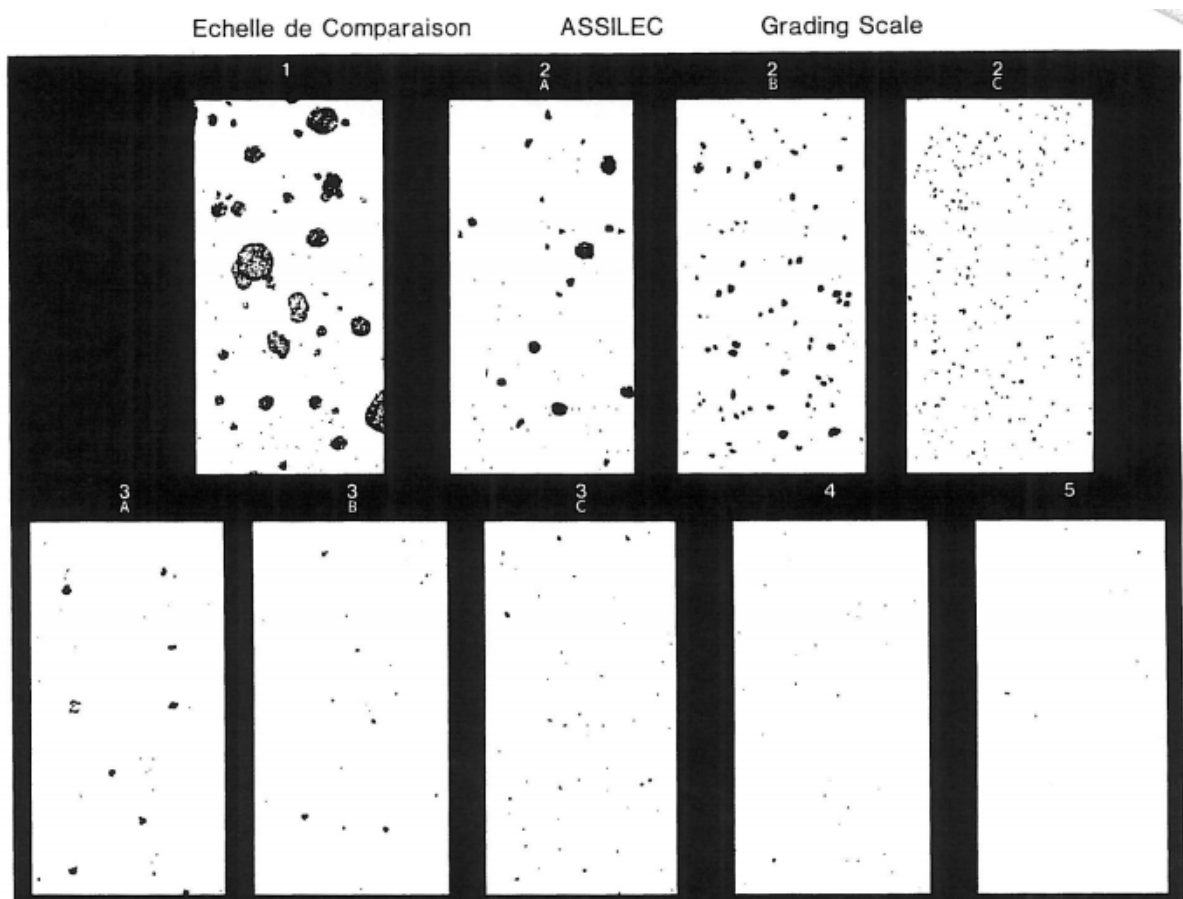 Echelle de Comparaison ASSILEC Grading Scale
1 2 2 2
A B C
3 3 3 4 5
A B C